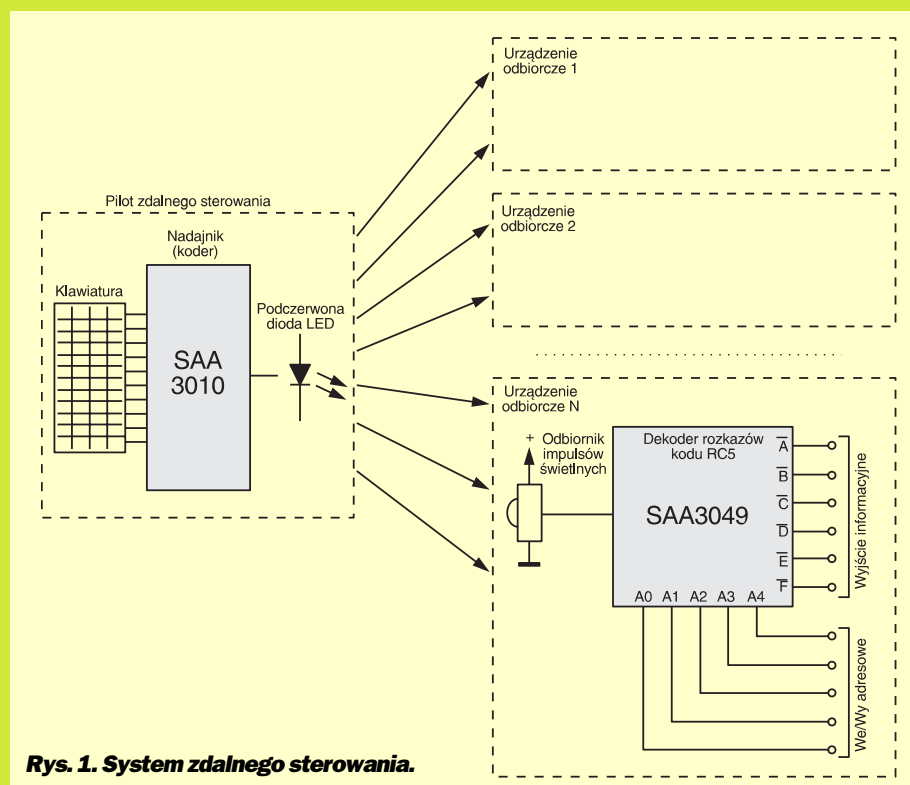 Urządzenie
odbiorcze 1
Pilot zdalnego sterowania
Nadajnik
(koder)
Klawiatura
SAA
3010
Podczerwona
dioda LED
Urządzenie
odbiorcze 2
Urządzenie
odbiorcze N
+ Odbiornik
impulsów
świetlnych
Dekoder rozkazów
kodu RC5
SAA3049
A̅
B̅
C̅
D̅
E̅
F̅
A0 A1 A2 A3 A4
Wyjście informacyjne
We/Wy adresowe
Rys. 1. System zdalnego sterowania.